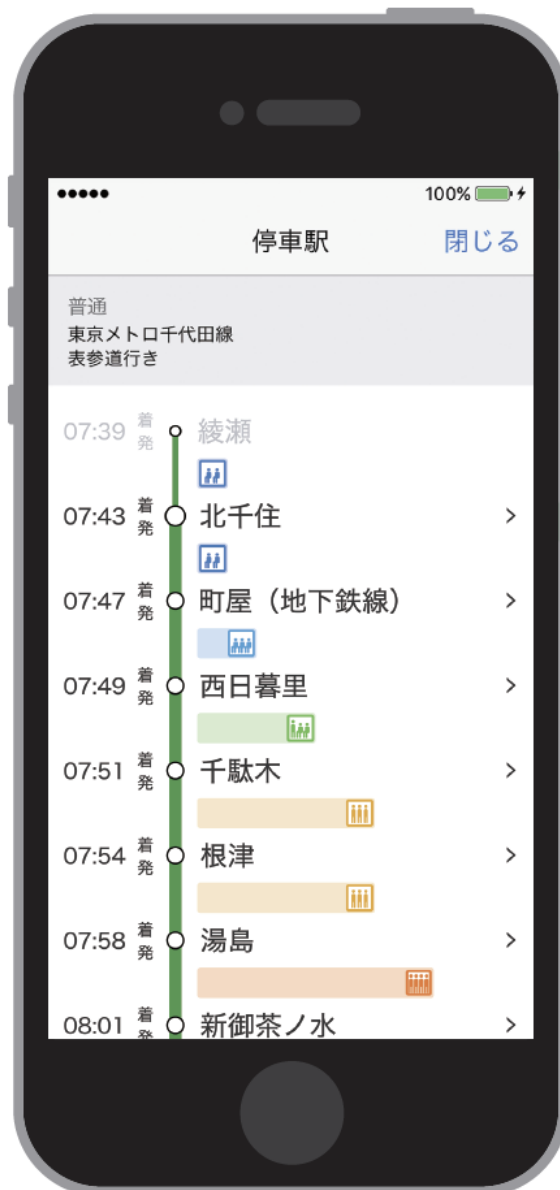 100%
停車駅 閉じる
普通
東京メトロ千代田線
表参道行き
07:39 着発 綾瀬
07:43 着発 北千住
07:47 着発 町屋（地下鉄線）
07:49 着発 西日暮里
07:51 着発 千駄木
07:54 着発 根津
07:58 着発 湯島
08:01 着発 新御茶ノ水